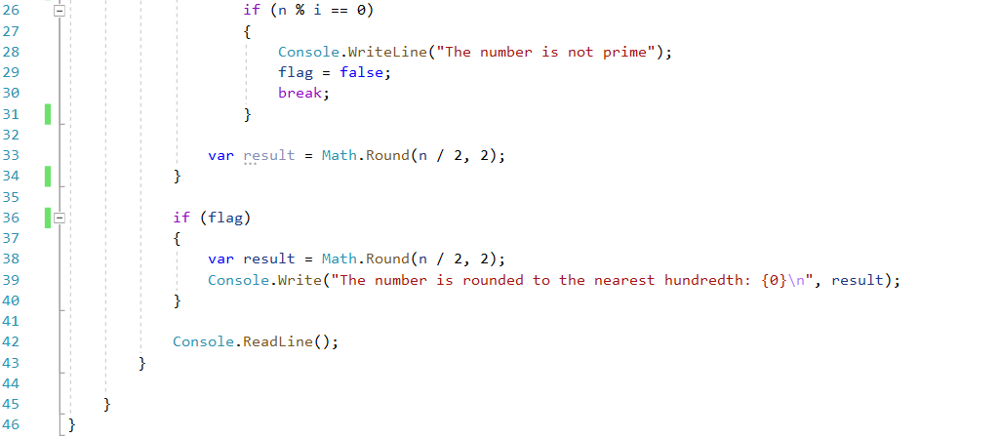 26 if (n % i == 0)
27 {
28 Console.WriteLine("The number is not prime");
29 flag = false;
30 break;
31 }
32
33 var result = Math.Round(n / 2, 2);
34 }
35
36 if (flag)
37 {
38 var result = Math.Round(n / 2, 2);
39 Console.Write("The number is rounded to the nearest hundredth: {0}\n", result);
40 }
41
42 Console.ReadLine();
43 }
44
45 }
46 }